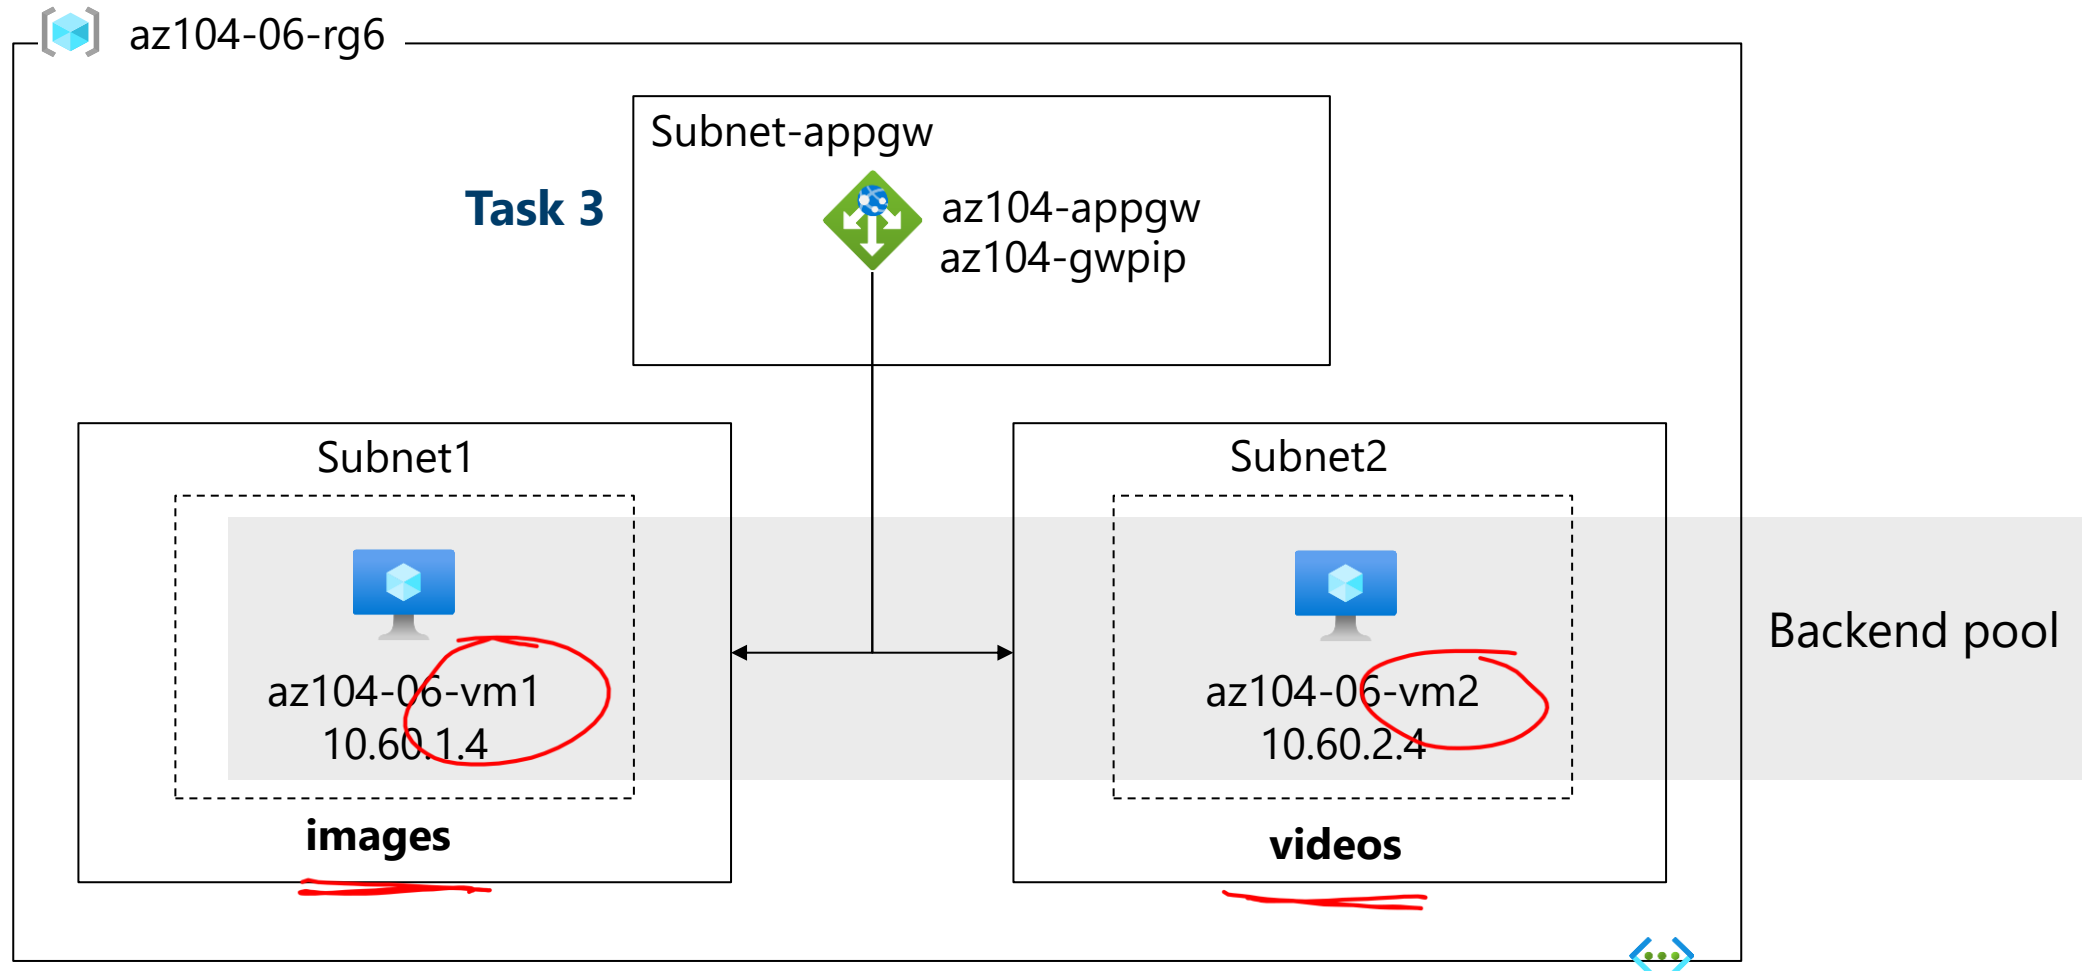 az104-06-rg6
Subnet-appgw
Task 3
az104-appgw
az104-gwpip
Subnet1
Subnet2
az104-06-vm1
10.60.1.4
az104-06-vm2
10.60.2.4
Backend pool
images
videos